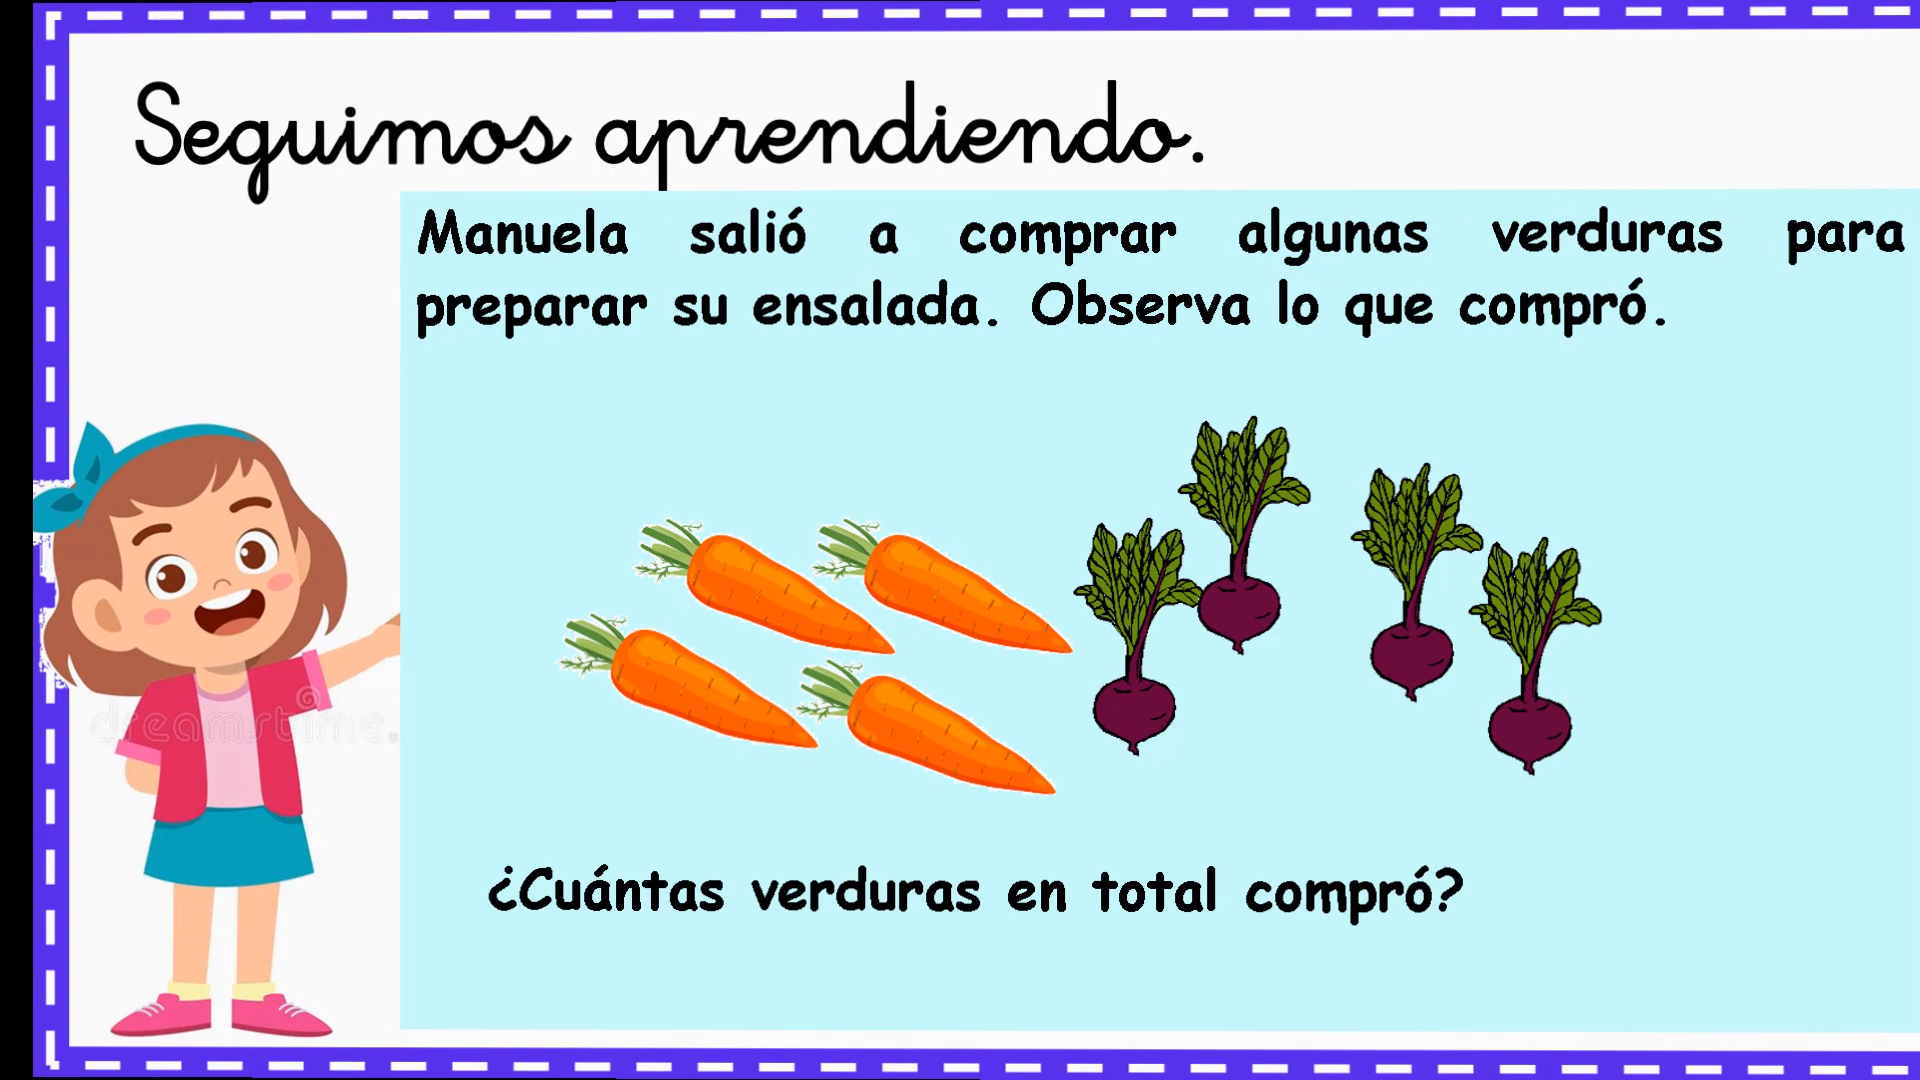 Seguimos aprendiendo.
Manuela salió a comprar algunas verduras para
preparar su ensalada. Observa lo que compró.
dreamstime.
¿Cuántas verduras en total compró?